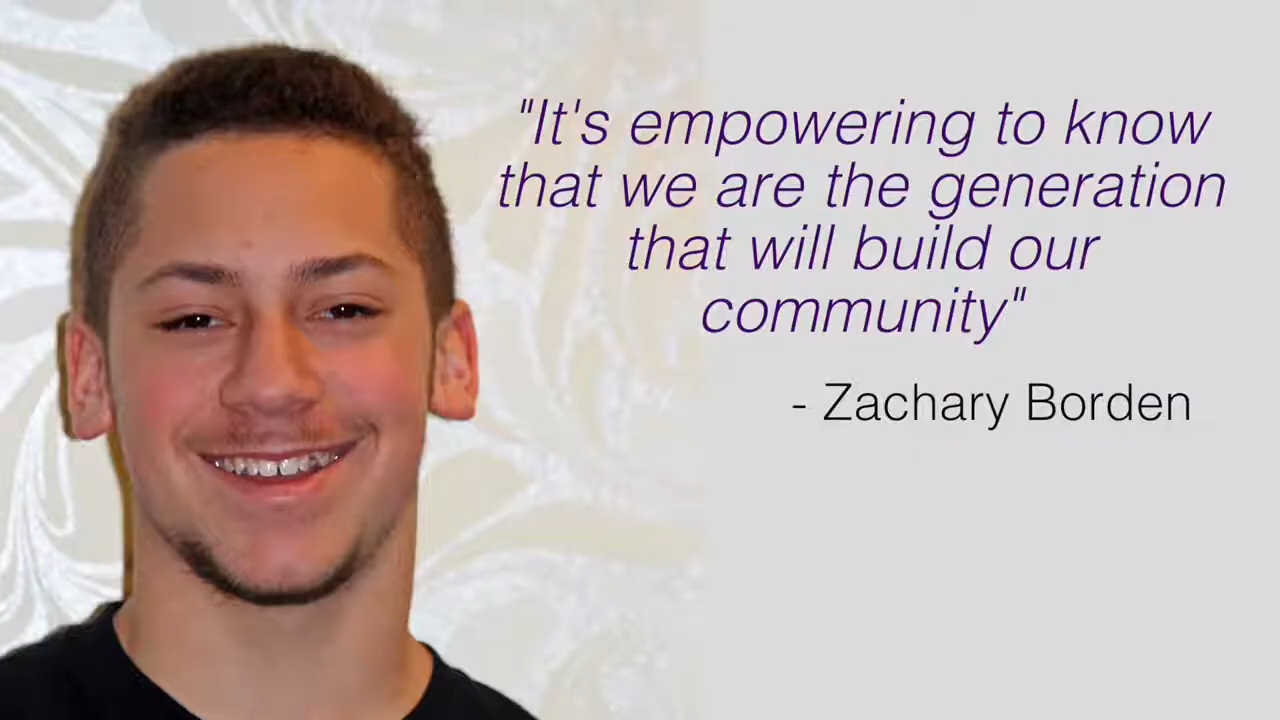 "It's empowering to know
that we are the generation
that will build our
community"
- Zachary Borden